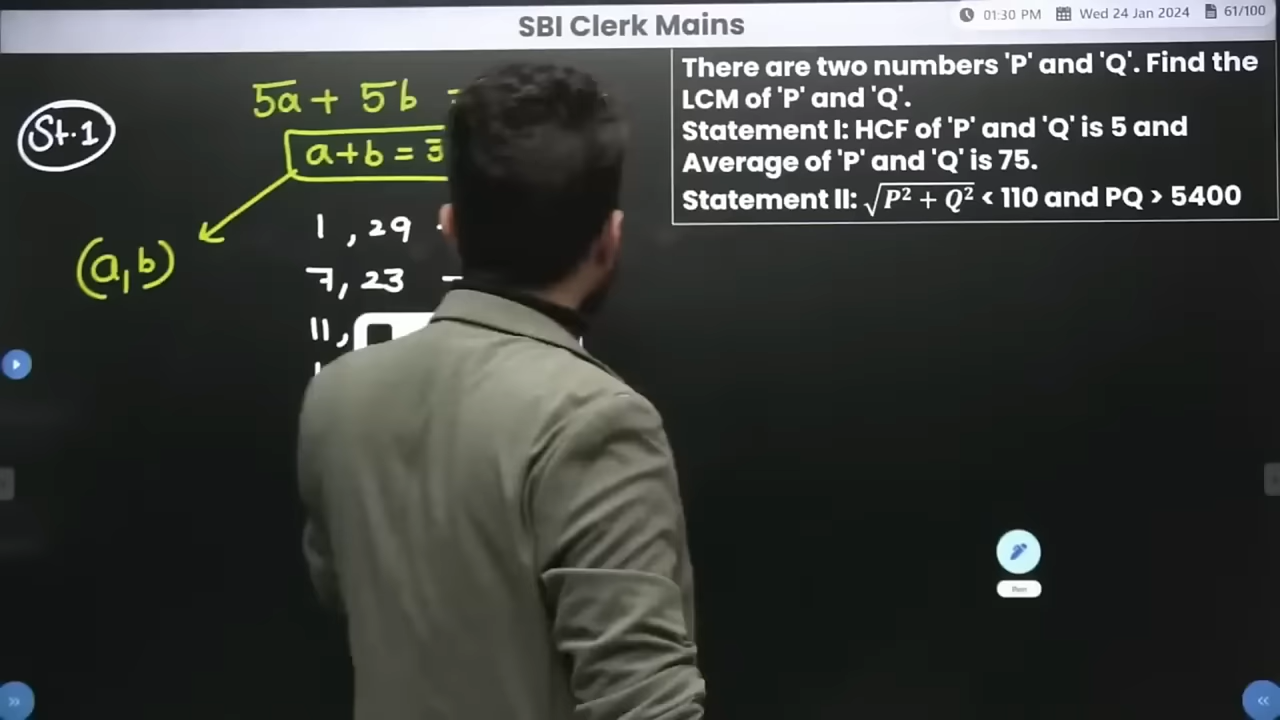 SBI Clerk Mains
01:30 PM Wed 24 Jan 2024 61/100
There are two numbers 'P' and 'Q'. Find the
LCM of 'P' and 'Q'.
Statement I: HCF of 'P' and 'Q' is 5 and
Average of 'P' and 'Q' is 75.
Statement II: √P² + Q² < 110 and PQ > 5400
St·1
5a + 5b
a+b = 3
(a,b)
1 , 29
7, 23 -
11,